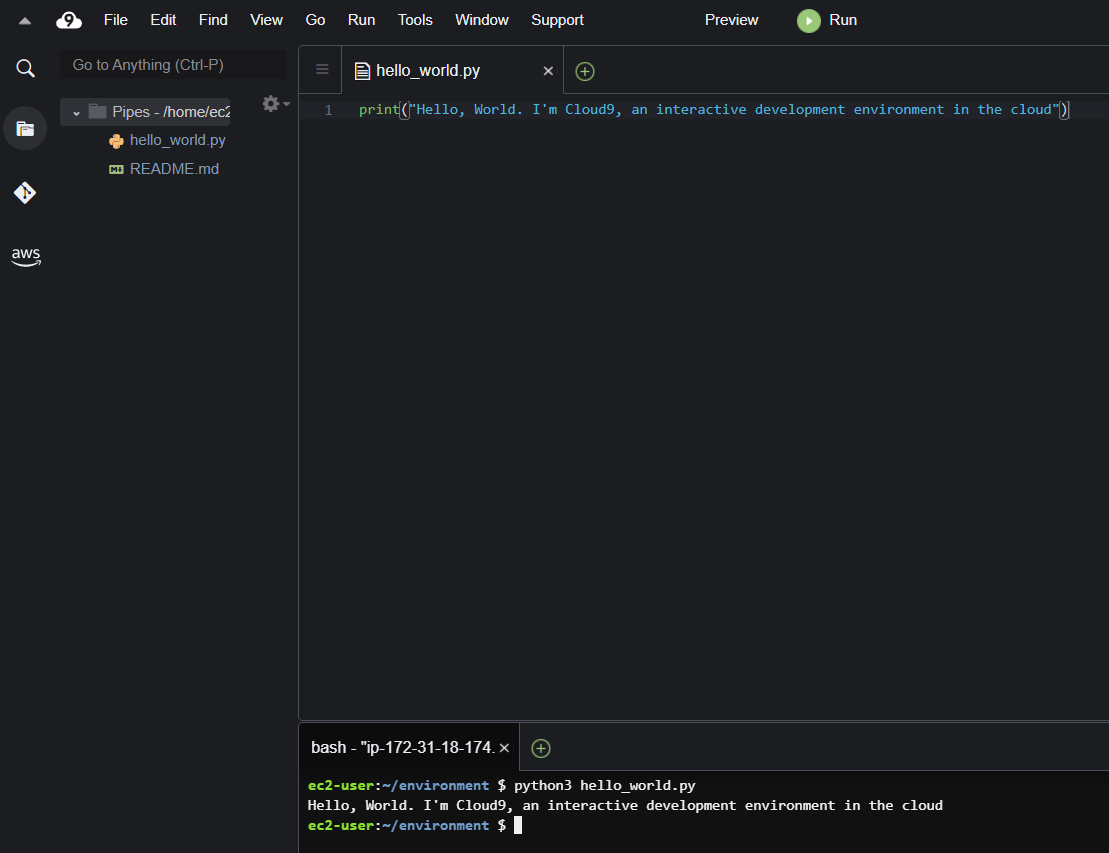 9 File Edit Find View Go Run Tools Window Support Preview Run
Go to Anything (Ctrl-P)
hello_world.py
Pipes - /home/ec2
hello_world.py
README.md
aws
1 print("Hello, World. I'm Cloud9, an interactive development environment in the cloud")
bash - "ip-172-31-18-174.
ec2-user:~/environment $ python3 hello_world.py
Hello, World. I'm Cloud9, an interactive development environment in the cloud
ec2-user:~/environment $